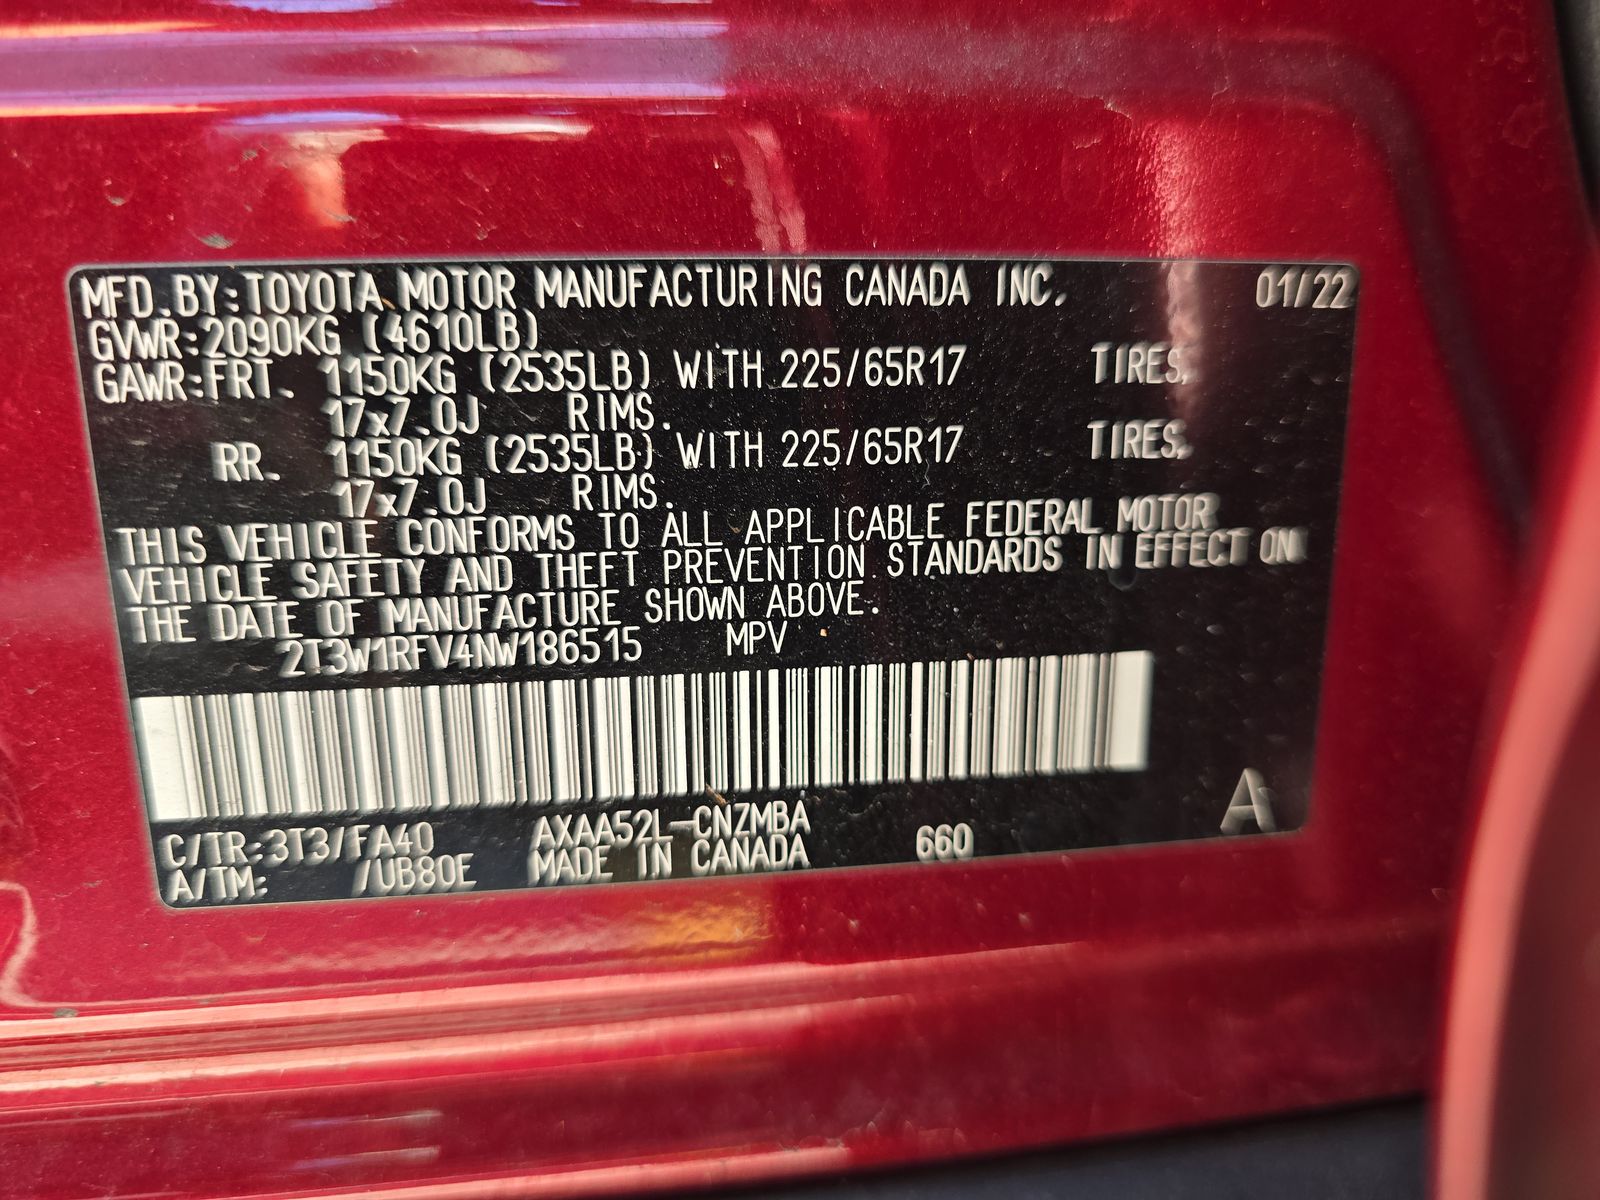 MFD.BY:TOYOTA MOTOR MANUFACTURING CANADA INC. 01/22
GVWR:2090KG (4610LB)
GAWR:FRT. 1150KG (2535LB) WITH 225/65R17 TIRES,
17x7.0J RIMS.
RR. 1150KG (2535LB) WITH 225/65R17 TIRES,
17x7.0J RIMS.
THIS VEHICLE CONFORMS TO ALL APPLICABLE FEDERAL MOTOR
VEHICLE SAFETY AND THEFT PREVENTION STANDARDS IN EFFECT ON
THE DATE OF MANUFACTURE SHOWN ABOVE.
2T3W1RFV4NW186515 MPV
C/TR:3T3/FA40 AXAA52L-CNZMBA 660 A
A/TM: /UB80E MADE IN CANADA